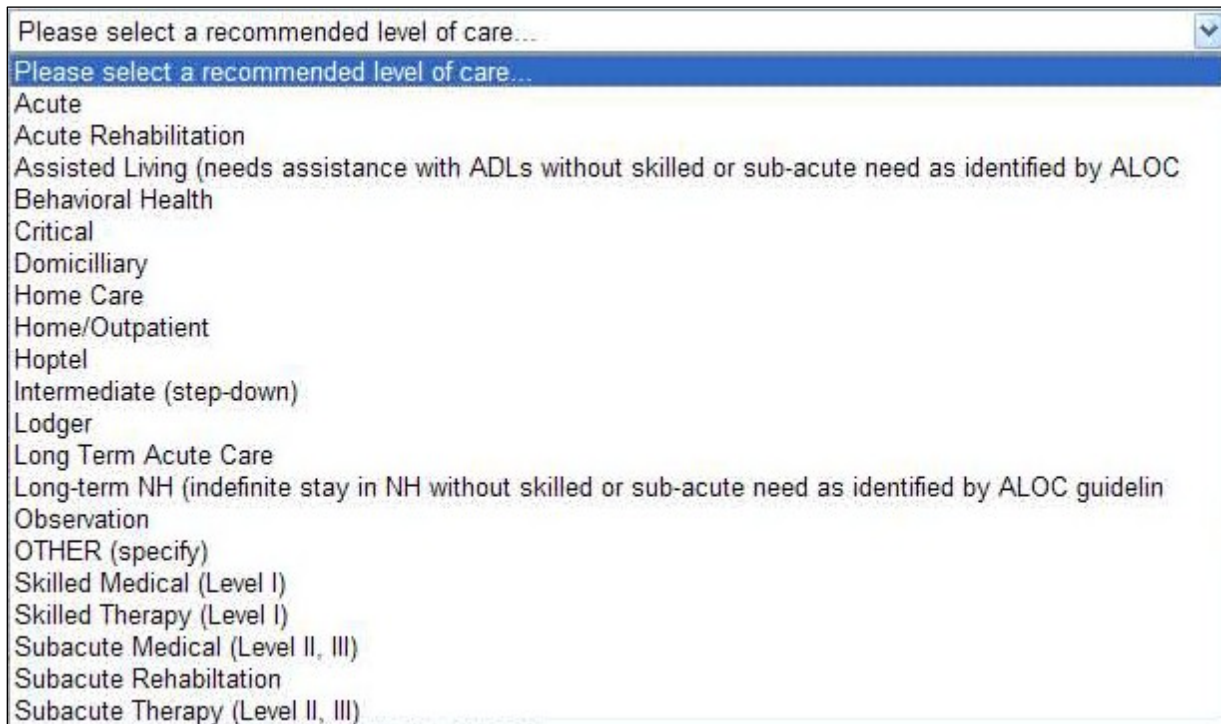 Please select a recommended level of care...
Please select a recommended level of care...
Acute
Acute Rehabilitation
Assisted Living (needs assistance with ADLs without skilled or sub-acute need as identified by ALOC
Behavioral Health
Critical
Domicilliary
Home Care
Home/Outpatient
Hoptel
Intermediate (step-down)
Lodger
Long Term Acute Care
Long-term NH (indefinite stay in NH without skilled or sub-acute need as identified by ALOC guidelin
Observation
OTHER (specify)
Skilled Medical (Level I)
Skilled Therapy (Level I)
Subacute Medical (Level II, III)
Subacute Rehabiltation
Subacute Therapy (Level II, III)